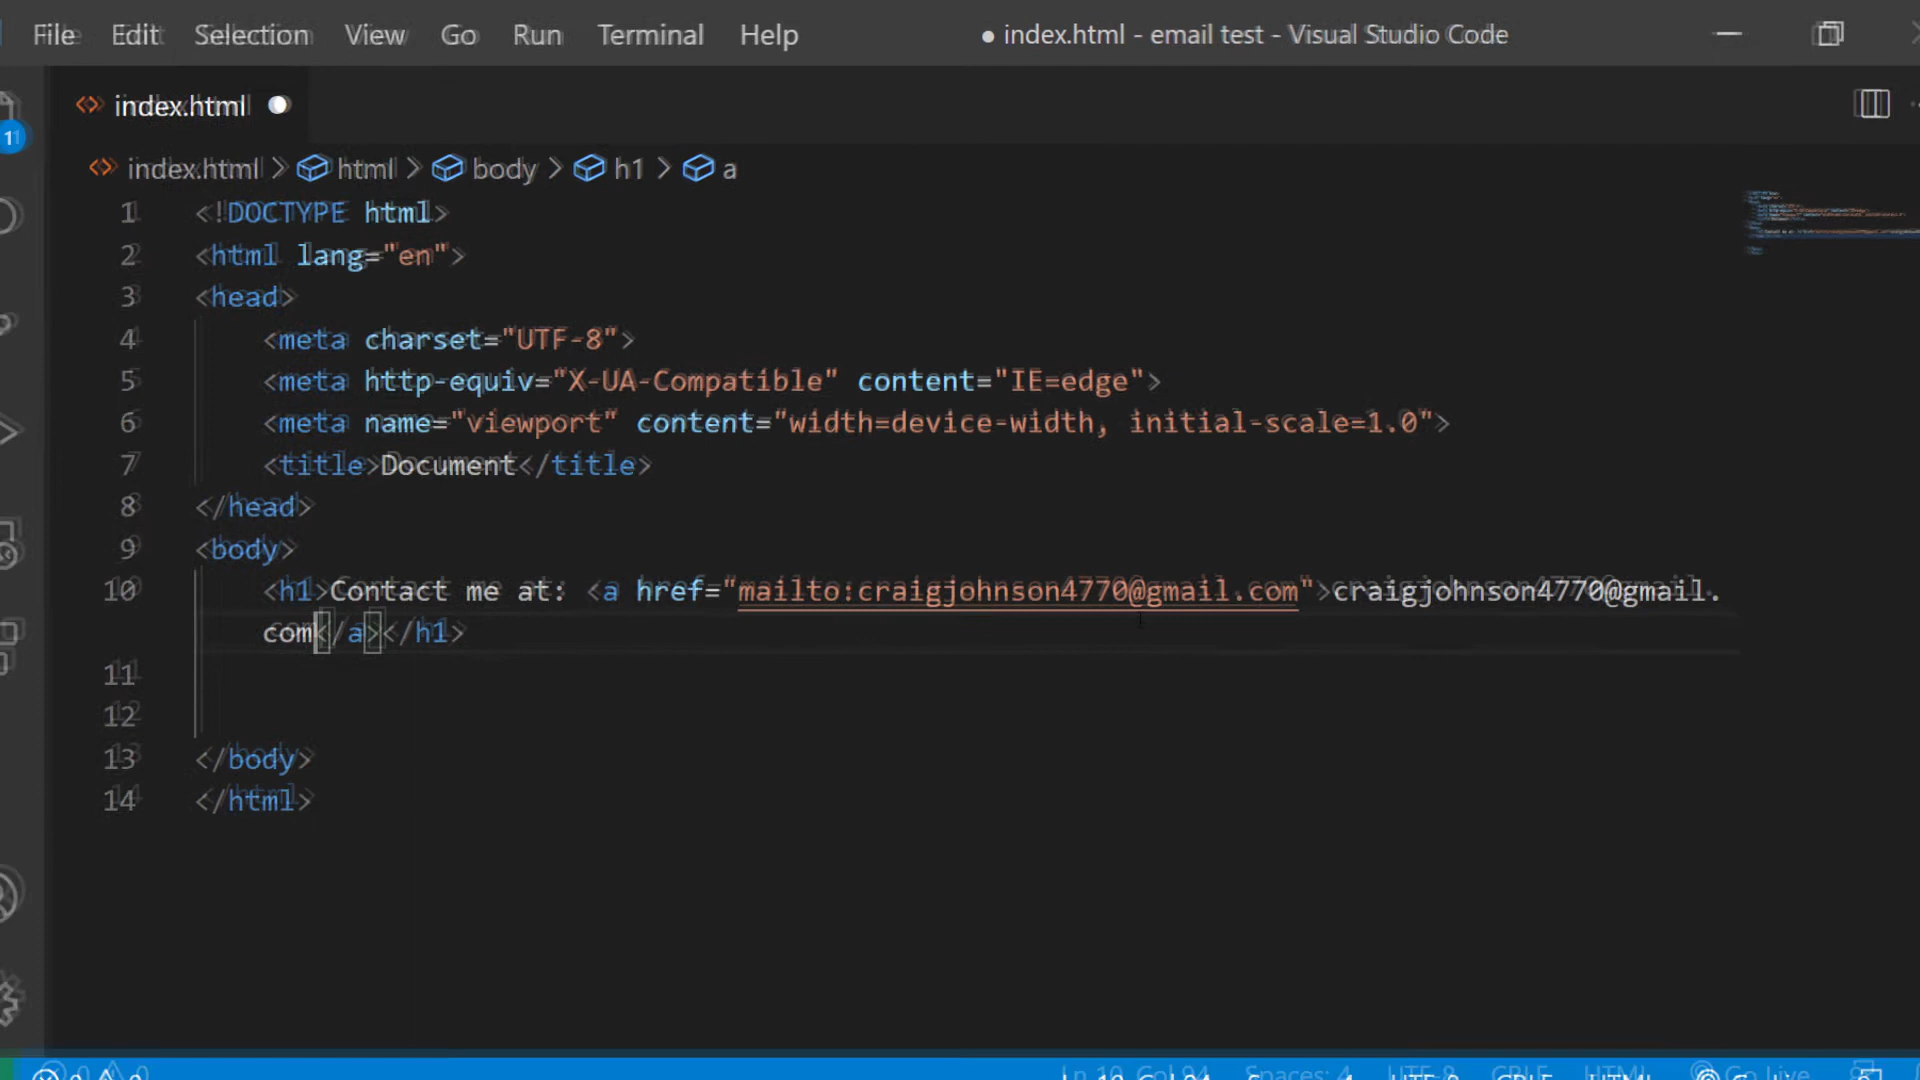 File Edit Selection View Go Run Terminal Help ● index.html - email test - Visual Studio Code
index.html
11
index.html > html > body > h1 > a
1 <!DOCTYPE html>
2 <html lang="en">
3 <head>
4 <meta charset="UTF-8">
5 <meta http-equiv="X-UA-Compatible" content="IE=edge">
6 <meta name="viewport" content="width=device-width, initial-scale=1.0">
7 <title>Document</title>
8 </head>
9 <body>
10 <h1>Contact me at: <a href="mailto:craigjohnson4770@gmail.com">craigjohnson4770@gmail.
com</a></h1>
11
12
13 </body>
14 </html>